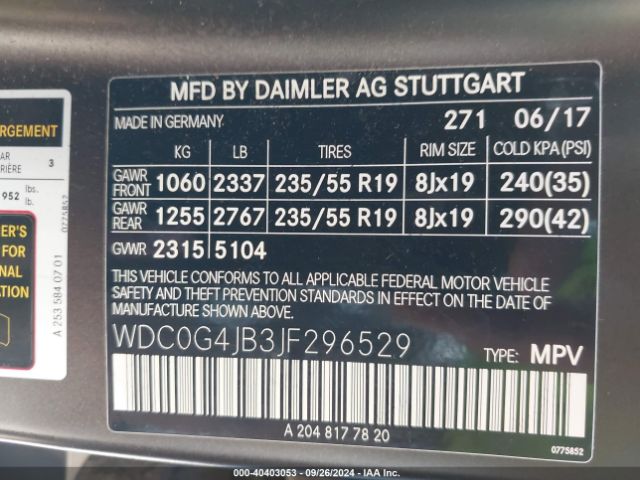 MFD BY DAIMLER AG STUTTGART
MADE IN GERMANY 271 06/17
KG LB TIRES RIM SIZE COLD KPA (PSI)
GAWR FRONT 1060 2337 235/55 R19 8Jx19 240(35)
GAWR REAR 1255 2767 235/55 R19 8Jx19 290(42)
GVWR 2315 5104
THIS VEHICLE CONFORMS TO ALL APPLICABLE FEDERAL MOTOR VEHICLE
SAFETY AND THEFT PREVENTION STANDARDS IN EFFECT ON THE DATE OF
MANUFACTURE SHOWN ABOVE.
WDC0G4JB3JF296529 TYPE: MPV
A 204 817 78 20
0775852
RGEMENT
AR
RIÈRE 3
952 lbs.
lb.
0775852
ER'S
FOR
NAL
ATION
A 253 584 07 01
000-40403053 - 09/26/2024 - IAA Inc.